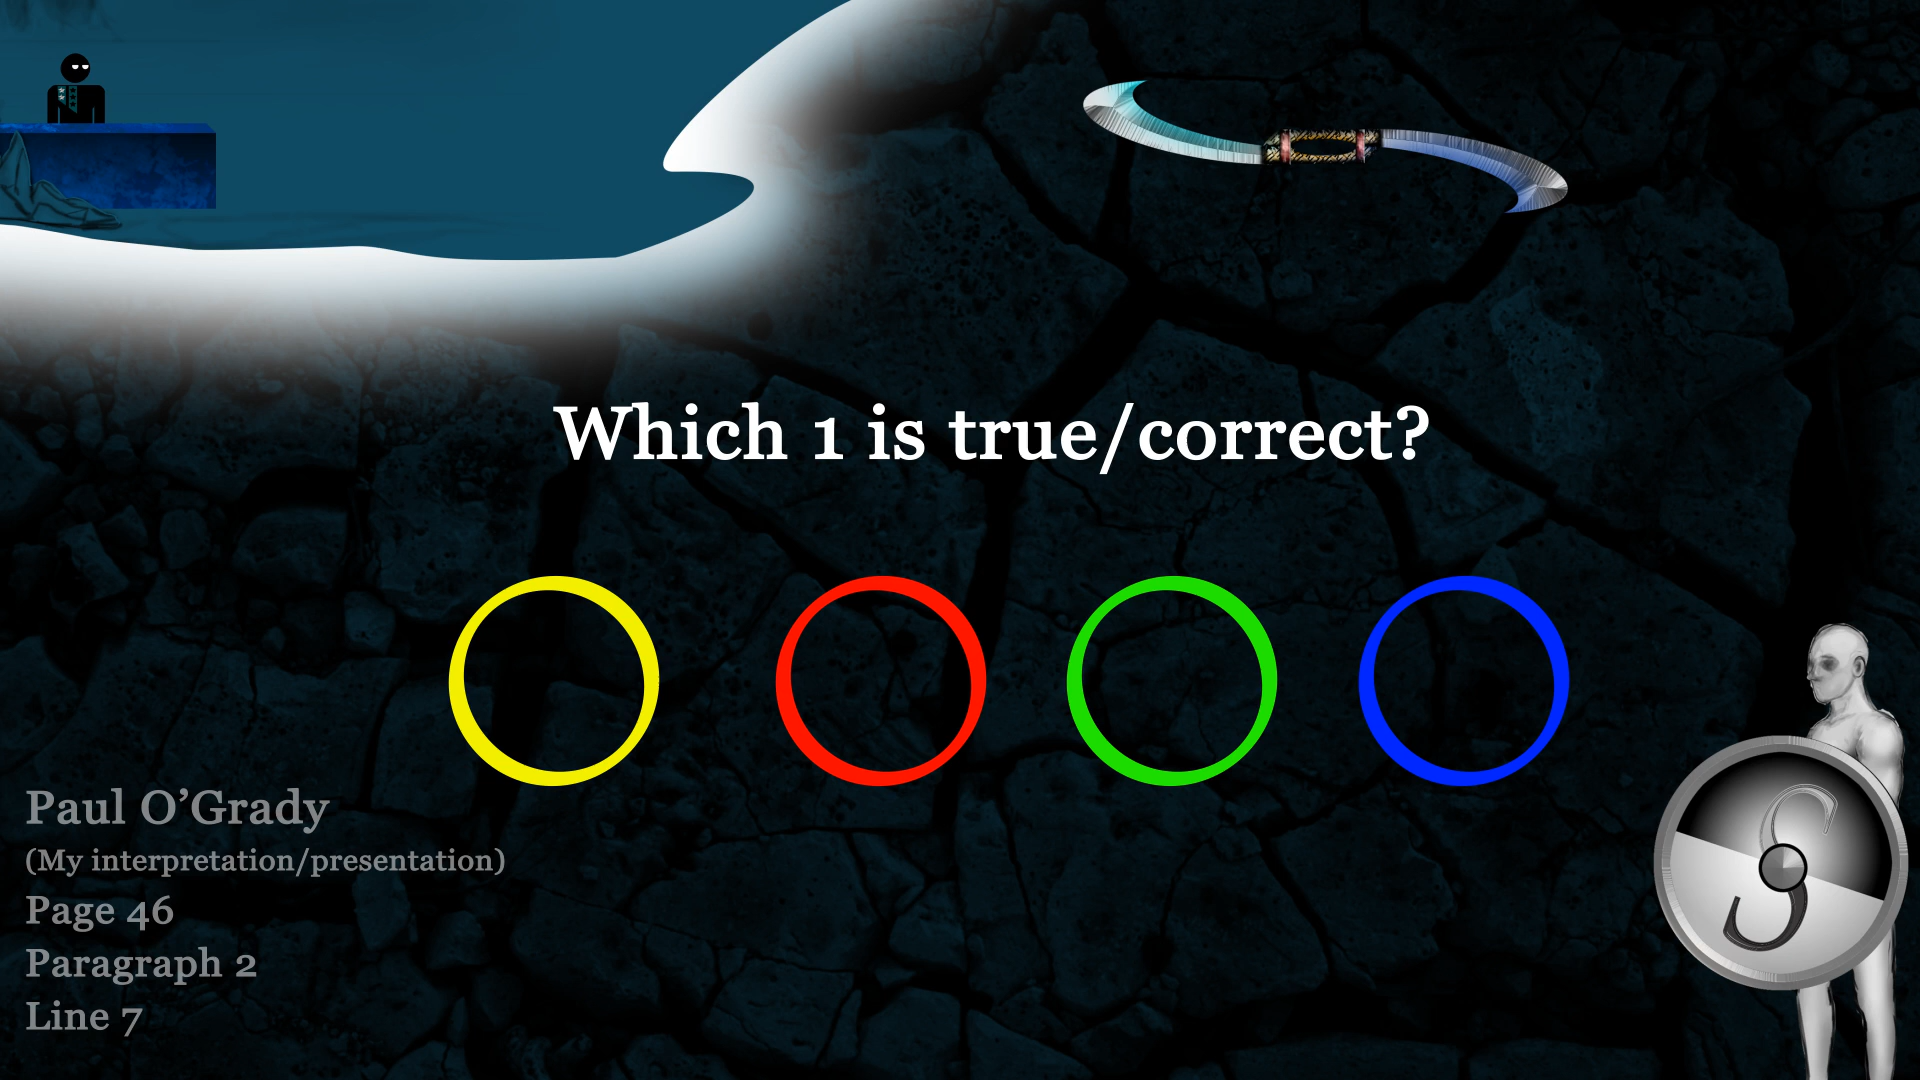 Which 1 is true/correct?
Paul O’Grady
(My interpretation/presentation)
Page 46
Paragraph 2
Line 7
S